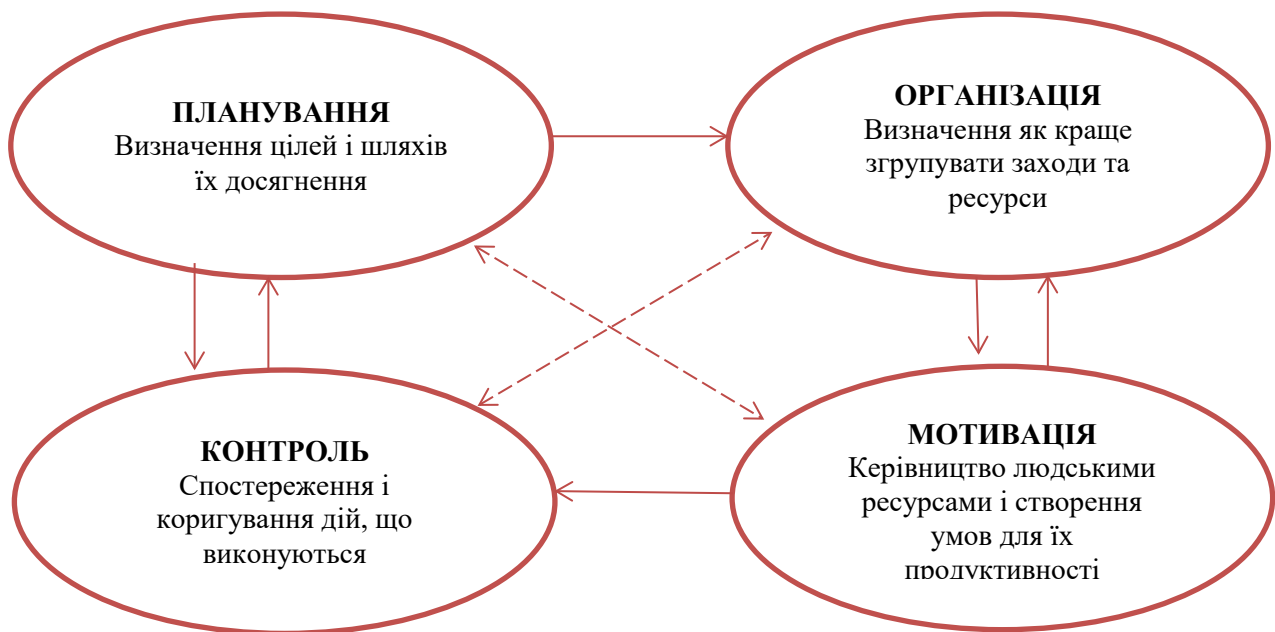 ПЛАНУВАННЯ
Визначення цілей і шляхів
їх досягнення
ОРГАНІЗАЦІЯ
Визначення як краще
згрупувати заходи та
ресурси
КОНТРОЛЬ
Спостереження і
коригування дій, що
виконуються
МОТИВАЦІЯ
Керівництво людськими
ресурсами і створення
умов для їх
продуктивності